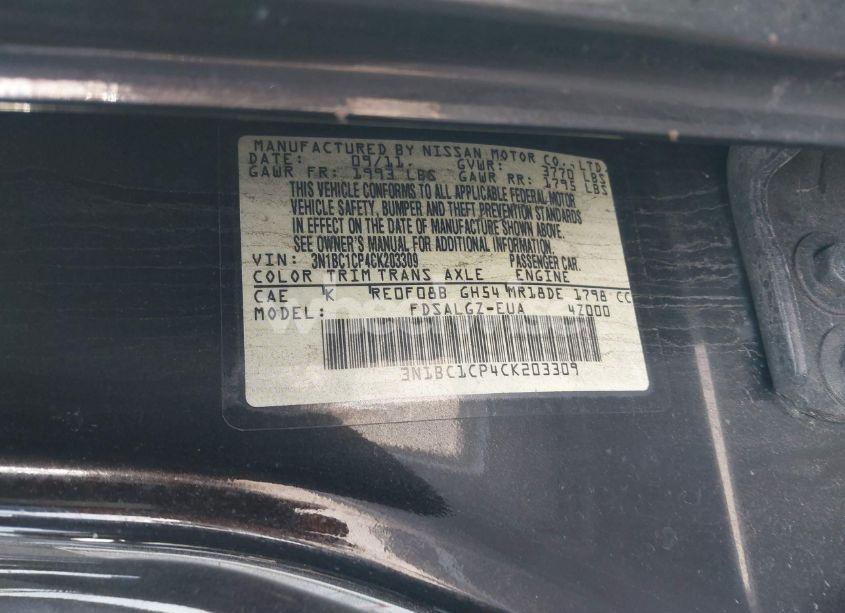 MANUFACTURED BY NISSAN MOTOR CO., LTD.
DATE: 09/11. GVWR: 3770 LBS
GAWR FR: 1993 LBS GAWR RR: 1795 LBS
THIS VEHICLE CONFORMS TO ALL APPLICABLE FEDERAL MOTOR
VEHICLE SAFETY, BUMPER AND THEFT PREVENTION STANDARDS
IN EFFECT ON THE DATE OF MANUFACTURE SHOWN ABOVE.
SEE OWNER'S MANUAL FOR ADDITIONAL INFORMATION.
VIN: 3N1BC1CP4CK203309 PASSENGER CAR.
COLOR TRIM TRANS AXLE ENGINE
CAE K RE0F08B GH54 MR18DE 1798 CC
MODEL: FDSALGZ-EUA 4Z000
3N1BC1CP4CK203309